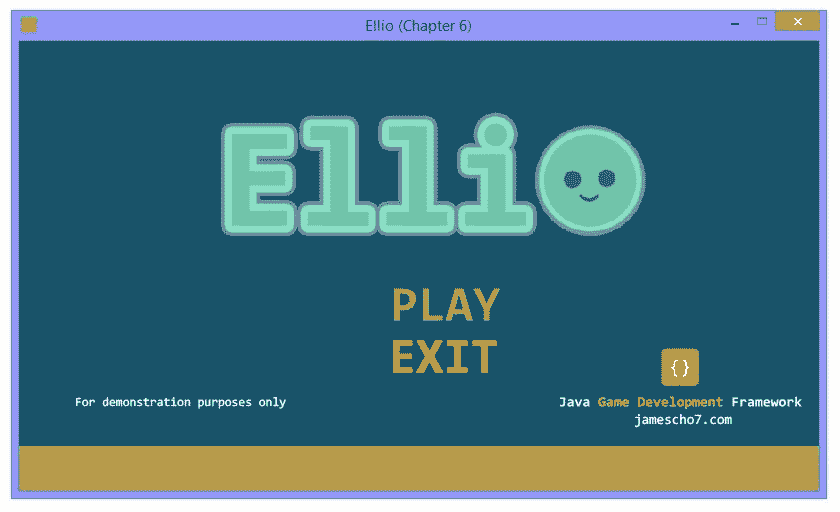 Ellio (Chapter 6)
Ellio
PLAY
EXIT
{}
For demonstration purposes only
Java Game Development Framework
jamescho7.com